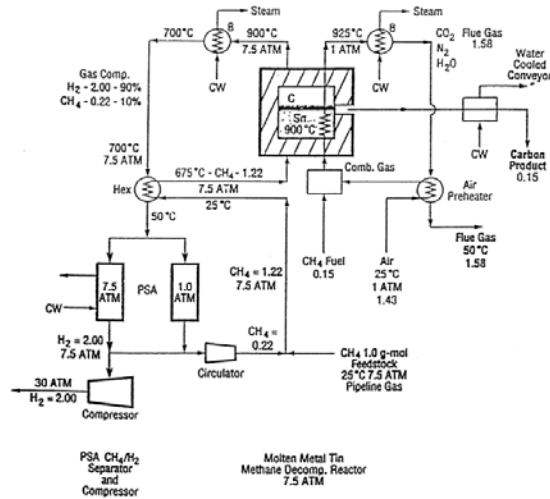 Steam
Steam
700°C
B
900°C
7.5 ATM
925°C
1 ATM
B
CO2
N2
H2O
Flue Gas
1.58
Water
Cooled
Conveyor
CW
CW
Gas Comp.
H2 - 2.00 - 90%
CH4 - 0.22 - 10%
C
Sn
900°C
700°C
7.5 ATM
675°C - CH4 - 1.22
7.5 ATM
25°C
Hex
50°C
Comb. Gas
CW
Carbon
Product
0.15
Air
Preheater
7.5
ATM
PSA
1.0
ATM
CW
CH4 = 1.22
7.5 ATM
CH4 Fuel
0.15
Air
25°C
1 ATM
1.43
Flue Gas
50°C
1.58
H2 = 2.00
7.5 ATM
CH4 =
0.22
Circulator
CH4 1.0 g-mol
Feedstock
25°C 7.5 ATM
Pipeline Gas
30 ATM
H2 = 2.00
Compressor
PSA CH4/H2
Separator
and
Compressor
Molten Metal Tin
Methane Decomp. Reactor
7.5 ATM